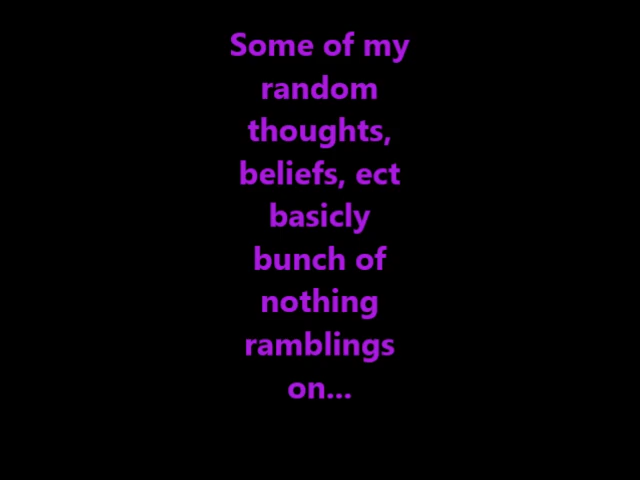 Some of my
random
thoughts,
beliefs, ect
basicly
bunch of
nothing
ramblings
on...